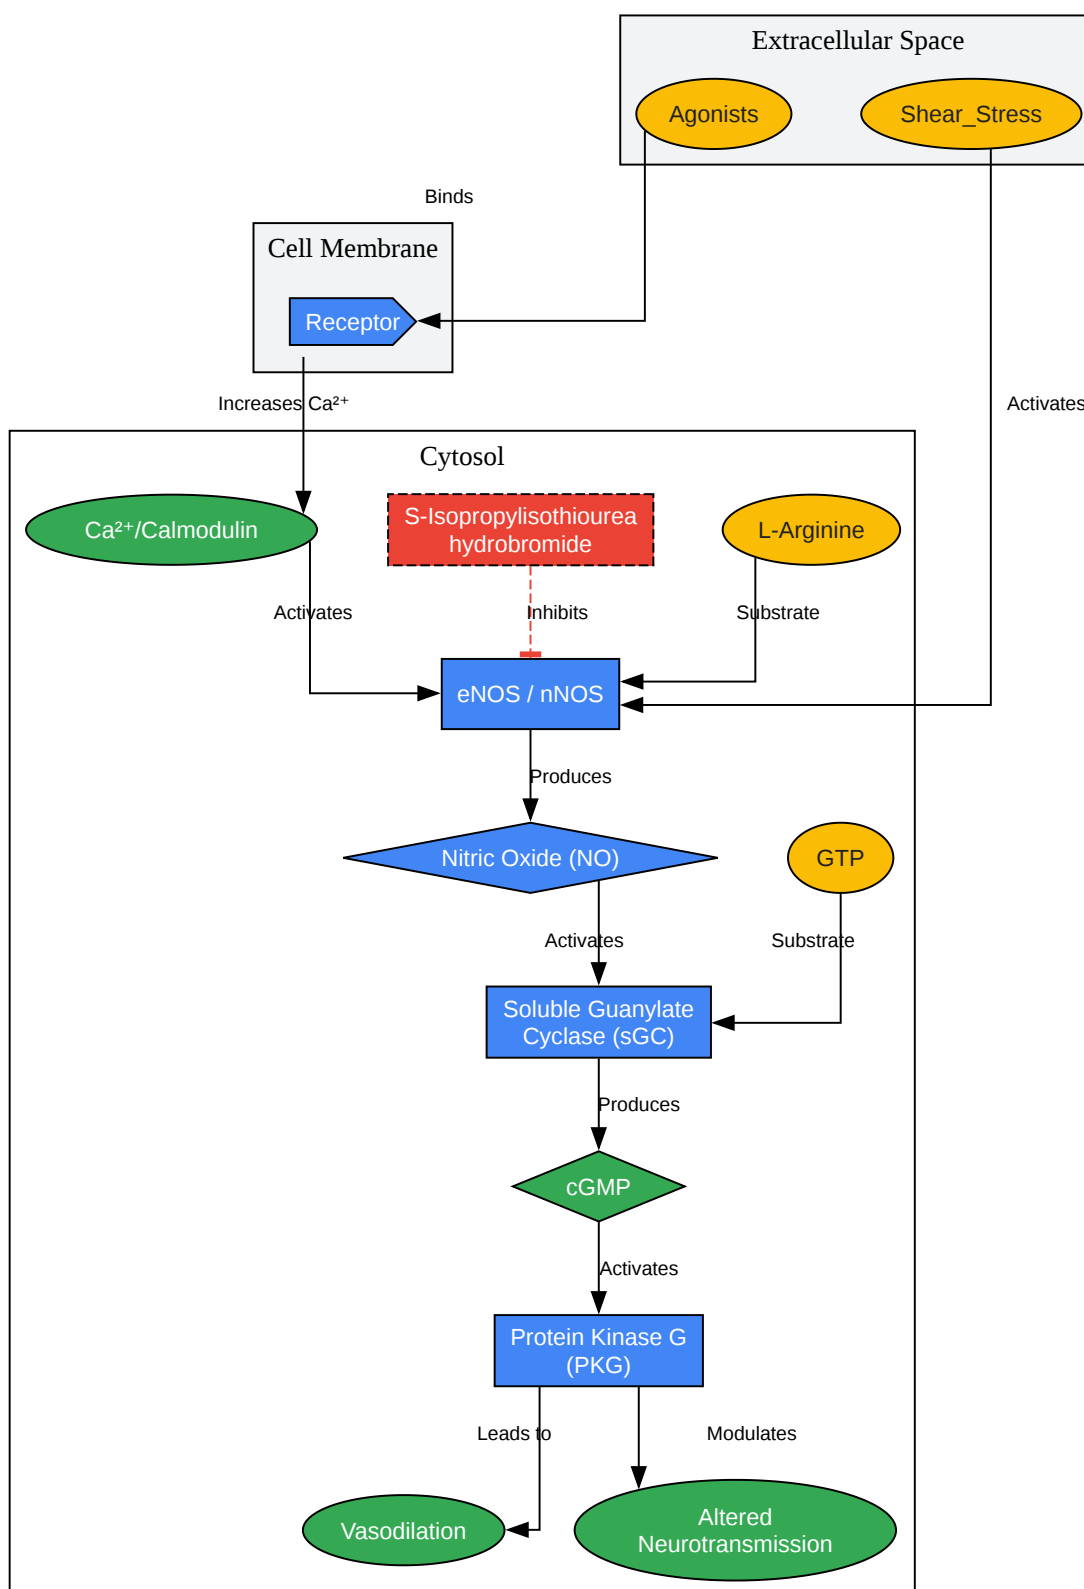 Extracellular Space
Agonists
Shear_Stress
Binds
Cell Membrane
Receptor
Increases Ca²⁺
Activates
Cytosol
Ca²⁺/Calmodulin
S-Isopropylisothiourea
hydrobromide
L-Arginine
Activates
Inhibits
Substrate
eNOS / nNOS
Produces
Nitric Oxide (NO)
GTP
Activates
Substrate
Soluble Guanylate
Cyclase (sGC)
Produces
cGMP
Activates
Protein Kinase G
(PKG)
Leads to
Modulates
Vasodilation
Altered
Neurotransmission